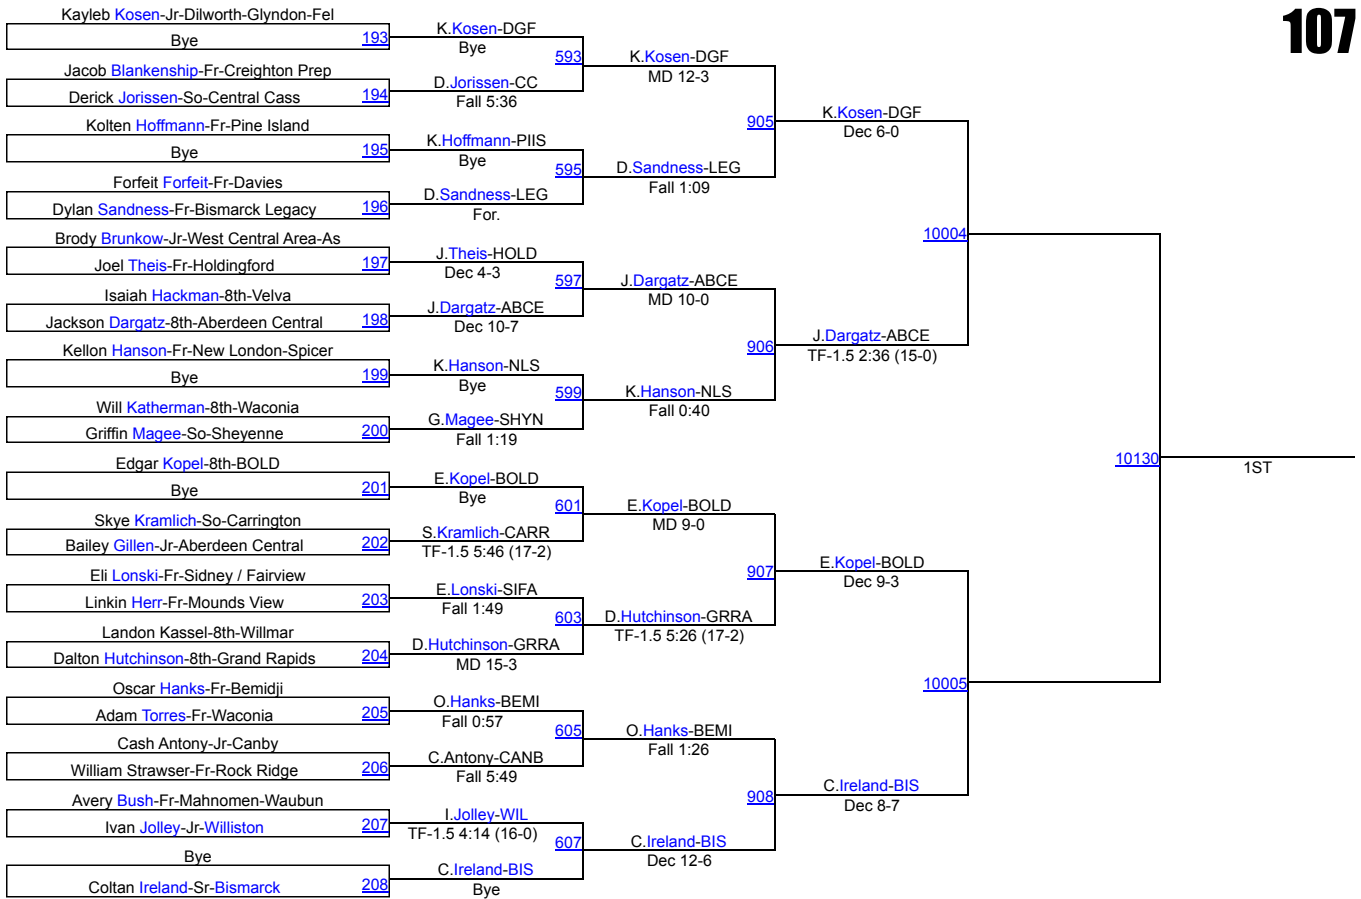 107
Kayleb Kosen-Jr-Dilworth-Glyndon-Fel
Bye
193
Jacob Blankenship-Fr-Creighton Prep
Derick Jorissen-So-Central Cass
194
Kolten Hoffmann-Fr-Pine Island
Bye
195
Forfeit Forfeit-Fr-Davies
Dylan Sandness-Fr-Bismarck Legacy
196
Brody Brunkow-Jr-West Central Area-As
Joel Theis-Fr-Holdingford
197
Isaiah Hackman-8th-Velva
Jackson Dargatz-8th-Aberdeen Central
198
Kellon Hanson-Fr-New London-Spicer
Bye
199
Will Katherman-8th-Waconia
Griffin Magee-So-Sheyenne
200
Edgar Kopel-8th-BOLD
Bye
201
Skye Kramlich-So-Carrington
Bailey Gillen-Jr-Aberdeen Central
202
Eli Lonski-Fr-Sidney / Fairview
Linkin Herr-Fr-Mounds View
203
Landon Kassel-8th-Willmar
Dalton Hutchinson-8th-Grand Rapids
204
Oscar Hanks-Fr-Bemidji
Adam Torres-Fr-Waconia
205
Cash Antony-Jr-Canby
William Strawser-Fr-Rock Ridge
206
Avery Bush-Fr-Mahnomen-Waubun
Ivan Jolley-Jr-Williston
207
Bye
Coltan Ireland-Sr-Bismarck
208
K.Kosen-DGF
Bye
593
D.Jorissen-CC
Fall 5:36
K.Hoffmann-PIIS
Bye
595
D.Sandness-LEG
For.
J.Theis-HOLD
Dec 4-3
597
J.Dargatz-ABCE
Dec 10-7
K.Hanson-NLS
Bye
599
G.Magee-SHYN
Fall 1:19
E.Kopel-BOLD
Bye
601
S.Kramlich-CARR
TF-1.5 5:46 (17-2)
E.Lonski-SIFA
Fall 1:49
603
D.Hutchinson-GRRA
MD 15-3
O.Hanks-BEMI
Fall 0:57
605
C.Antony-CANB
Fall 5:49
I.Jolley-WIL
TF-1.5 4:14 (16-0)
607
C.Ireland-BIS
Bye
K.Kosen-DGF
MD 12-3
905
D.Sandness-LEG
Fall 1:09
J.Dargatz-ABCE
MD 10-0
906
K.Hanson-NLS
Fall 0:40
E.Kopel-BOLD
MD 9-0
907
D.Hutchinson-GRRA
TF-1.5 5:26 (17-2)
O.Hanks-BEMI
Fall 1:26
908
C.Ireland-BIS
Dec 12-6
K.Kosen-DGF
Dec 6-0
10004
J.Dargatz-ABCE
TF-1.5 2:36 (15-0)
E.Kopel-BOLD
Dec 9-3
10005
C.Ireland-BIS
Dec 8-7
10130
1ST